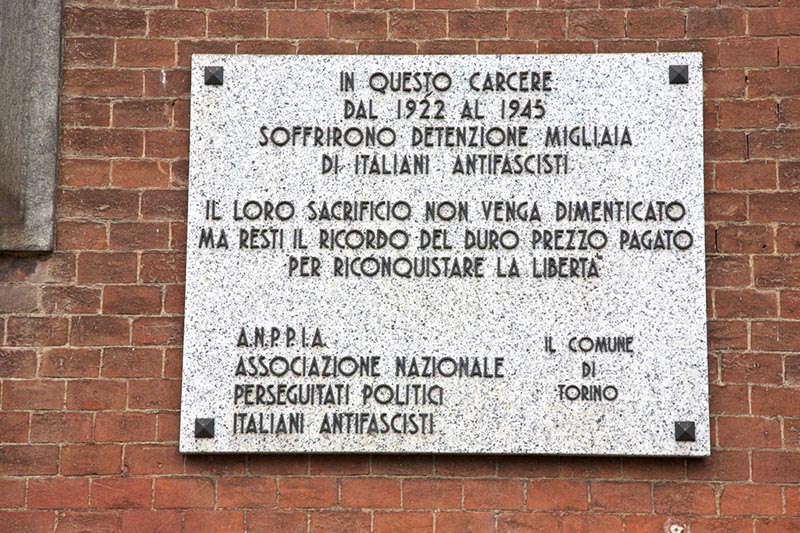 IN QUESTO CARCERE
DAL 1922 AL 1945
SOFFRIRONO DETENZIONE MIGLIAIA
DI ITALIANI ANTIFASCISTI
IL LORO SACRIFICIO NON VENGA DIMENTICATO
MA RESTI IL RICORDO DEL DURO PREZZO PAGATO
PER RICONQUISTARE LA LIBERTÀ
A.N.P.P.I.A.
ASSOCIAZIONE NAZIONALE
PERSEGUITATI POLITICI
ITALIANI ANTIFASCISTI
IL COMUNE
DI
TORINO